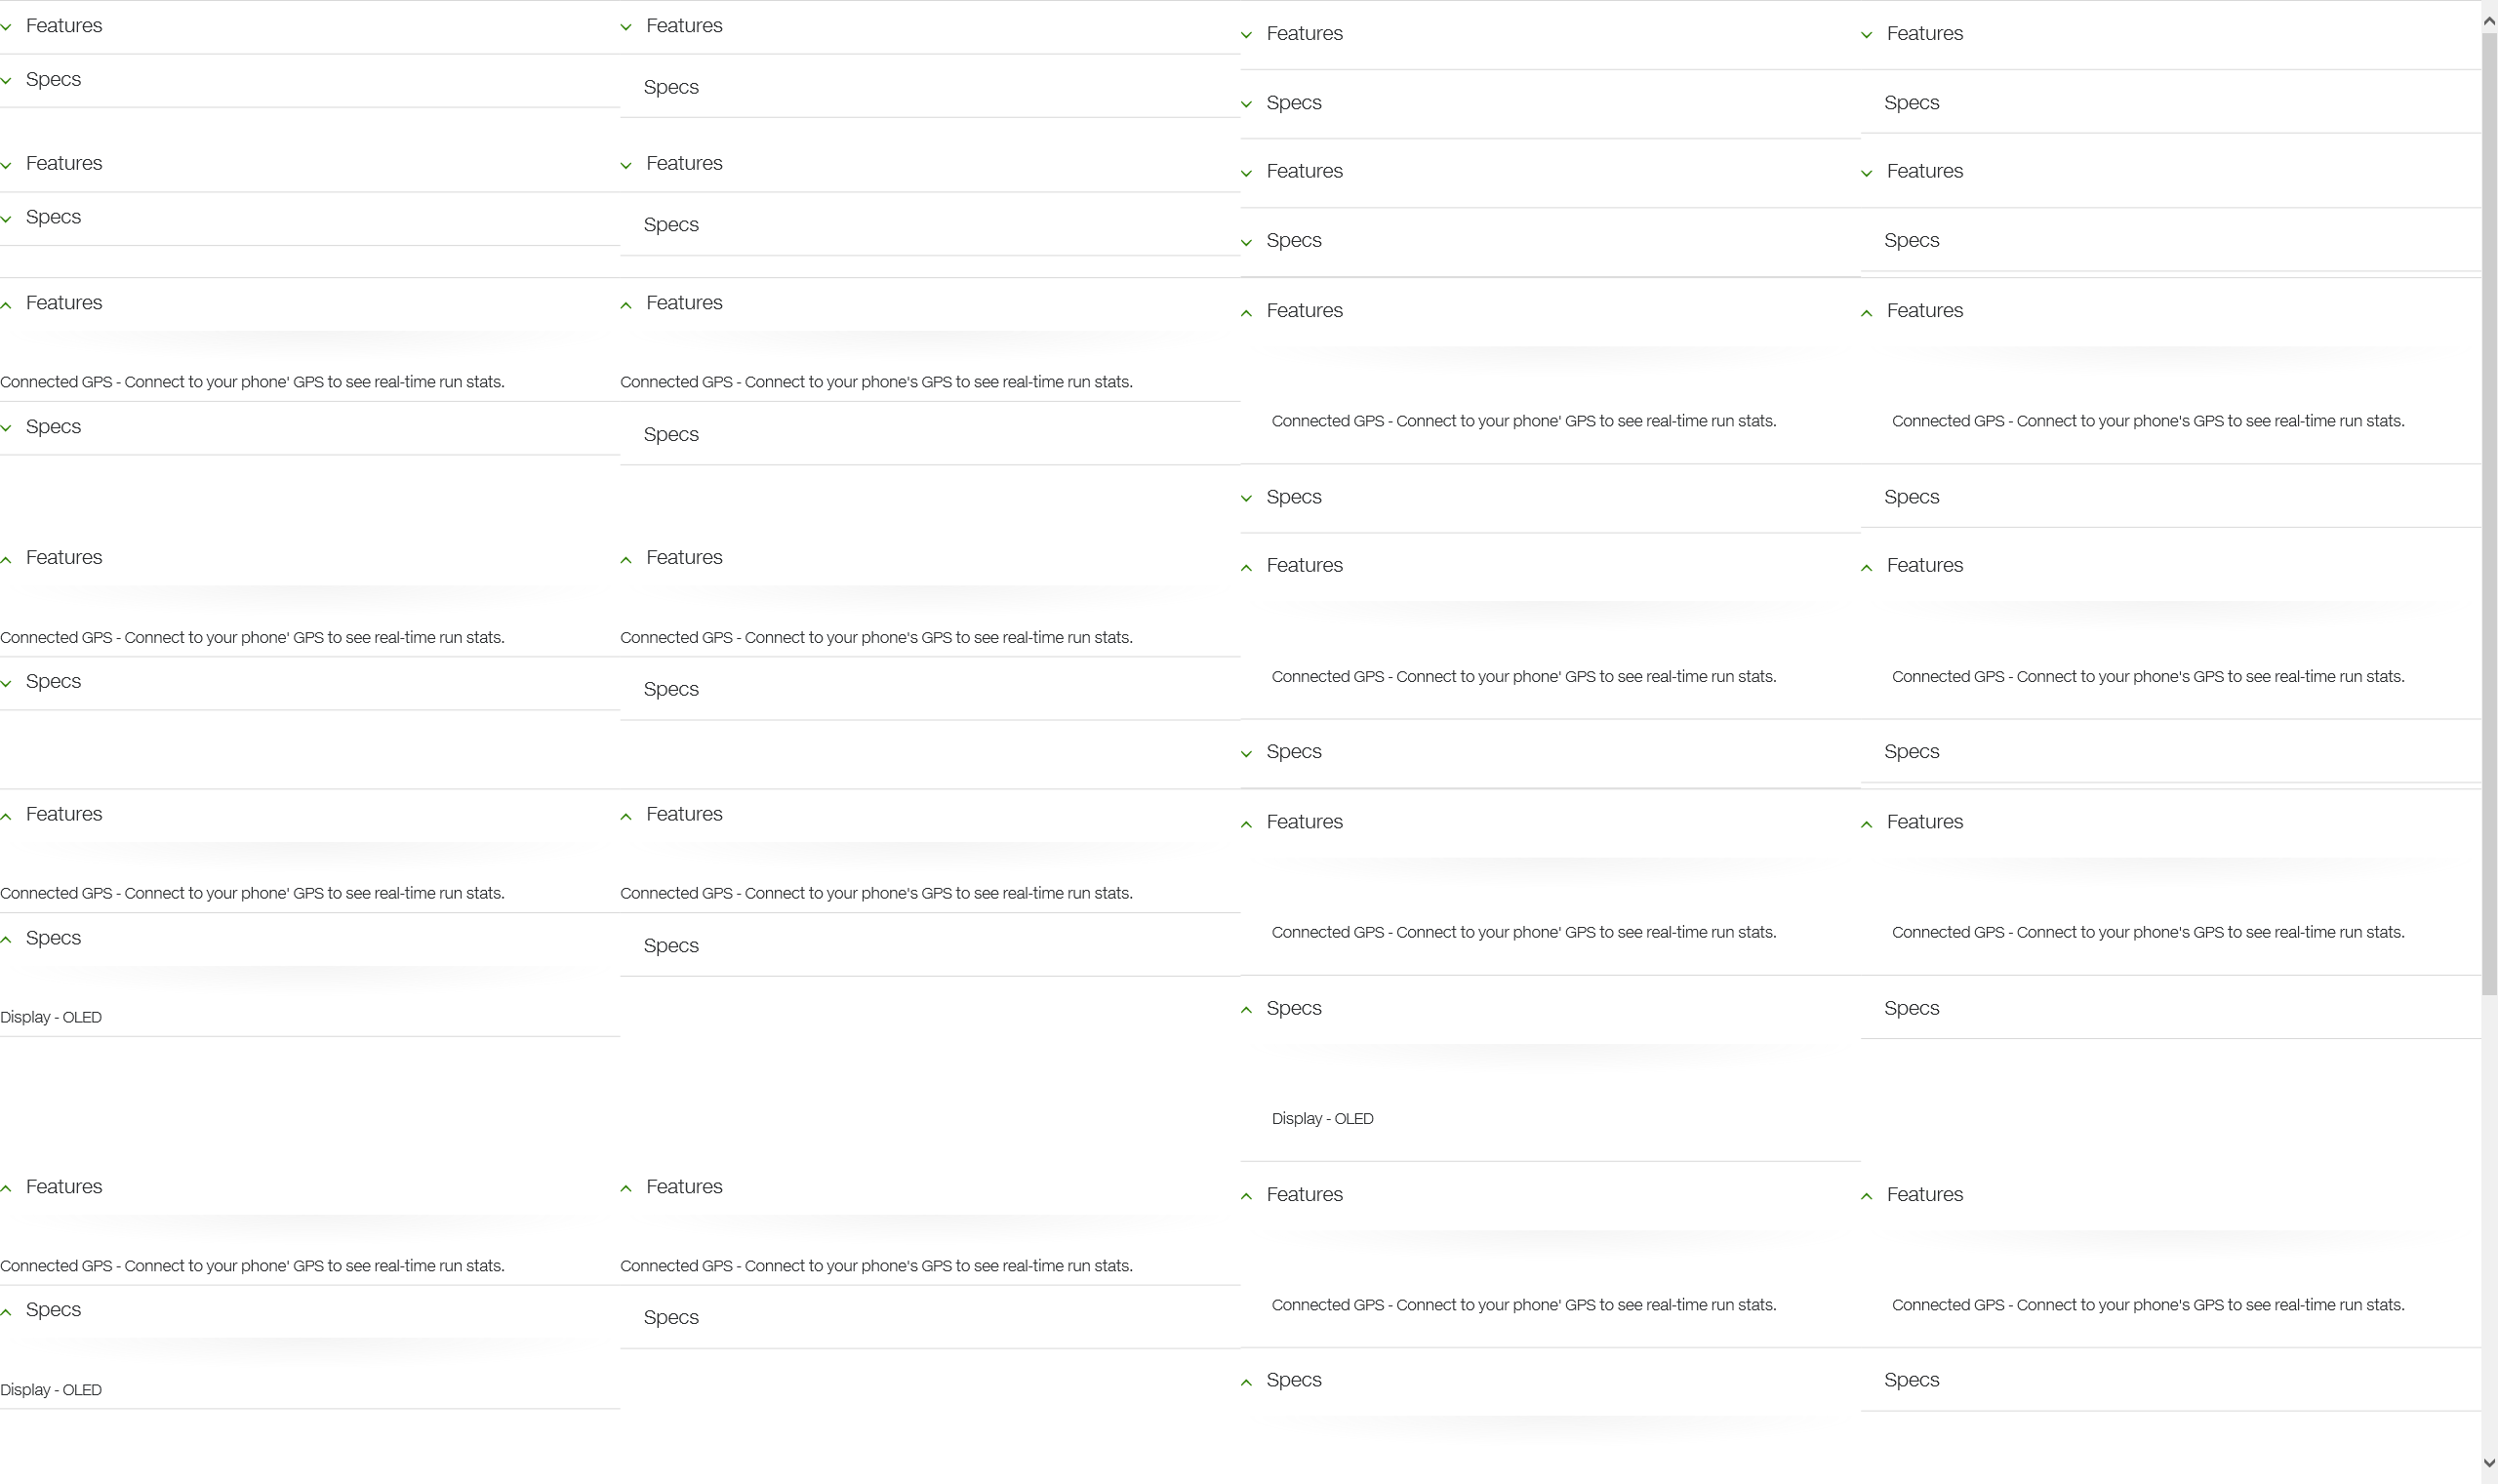 Features
Features
Features
Features
Specs
Specs
Specs
Specs
Features
Features
Features
Features
Specs
Specs
Specs
Specs
Features
Features
Features
Features
Connected GPS - Connect to your phone' GPS to see real-time run stats.
Connected GPS - Connect to your phone's GPS to see real-time run stats.
Connected GPS - Connect to your phone' GPS to see real-time run stats.
Connected GPS - Connect to your phone's GPS to see real-time run stats.
Specs
Specs
Specs
Specs
Features
Features
Features
Features
Connected GPS - Connect to your phone' GPS to see real-time run stats.
Connected GPS - Connect to your phone's GPS to see real-time run stats.
Connected GPS - Connect to your phone' GPS to see real-time run stats.
Connected GPS - Connect to your phone's GPS to see real-time run stats.
Specs
Specs
Specs
Specs
Features
Features
Features
Features
Connected GPS - Connect to your phone' GPS to see real-time run stats.
Connected GPS - Connect to your phone's GPS to see real-time run stats.
Connected GPS - Connect to your phone' GPS to see real-time run stats.
Connected GPS - Connect to your phone's GPS to see real-time run stats.
Specs
Specs
Specs
Specs
Display - OLED
Display - OLED
Features
Features
Features
Features
Connected GPS - Connect to your phone' GPS to see real-time run stats.
Connected GPS - Connect to your phone's GPS to see real-time run stats.
Connected GPS - Connect to your phone' GPS to see real-time run stats.
Connected GPS - Connect to your phone's GPS to see real-time run stats.
Specs
Specs
Specs
Specs
Display - OLED